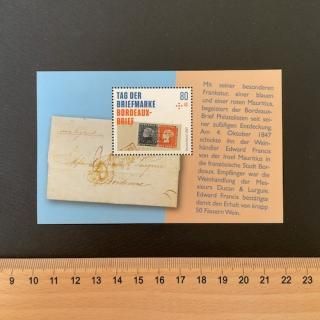 TAG DER
BRIEFMARKE
BORDEAUX-
BRIEF
80
Mit seiner besonderen
Frankatur, einer blauen
und einer roten Mauritius,
begeistert der Bordeaux-
Brief Philatelisten seit sei-
ner zufälligen Entdeckung.
Am 4. Oktober 1847
schickte ihn der Wein-
händler Edward Francis
von der Insel Mauritius in
die französische Stadt Bor-
deaux. Empfänger war die
Weinhandlung der Mes-
sieurs Ducan & Lurguie.
Edward Francis bestätigte
damit den Erhalt von knapp
50 Fässern Wein.
Bordeaux
9 10 11 12 13 14 15 16 17 18 19 20 21 22 23